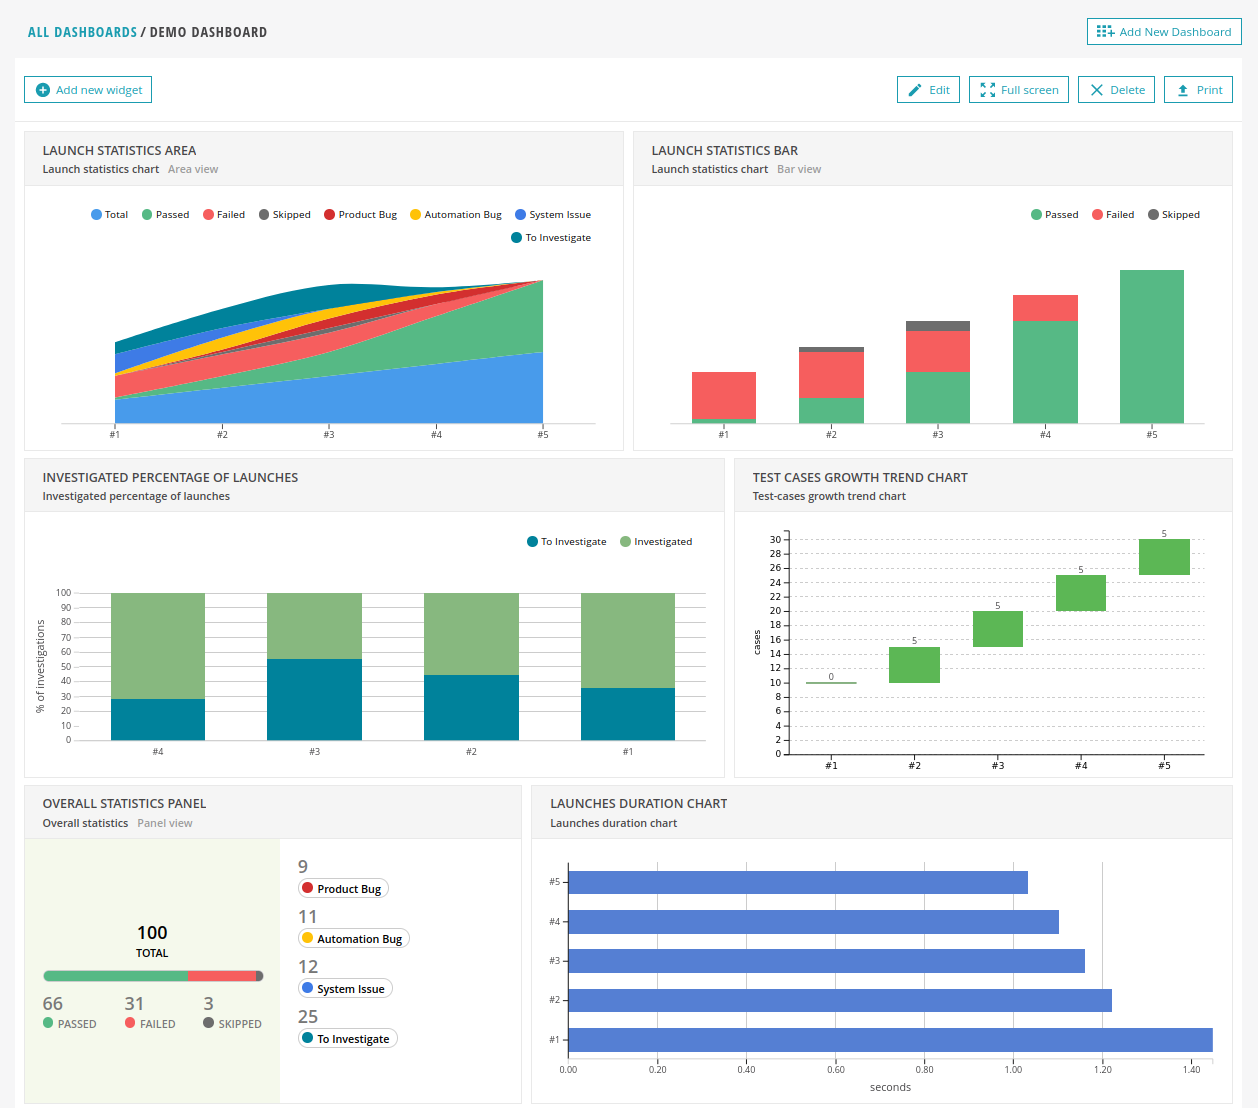 ALL DASHBOARDS / DEMO DASHBOARD
Add New Dashboard
Add new widget
Edit
Full screen
Delete
Print
LAUNCH STATISTICS AREA
Launch statistics chart Area view
Total Passed Failed Skipped Product Bug Automation Bug System Issue
To Investigate
#1 #2 #3 #4 #5
LAUNCH STATISTICS BAR
Launch statistics chart Bar view
Passed Failed Skipped
#1 #2 #3 #4 #5
INVESTIGATED PERCENTAGE OF LAUNCHES
Investigated percentage of launches
To Investigate Investigated
% of investigations
100
90
80
70
60
50
40
30
20
10
0
#4 #3 #2 #1
TEST CASES GROWTH TREND CHART
Test-cases growth trend chart
cases
30
28
26
24
22
20
18
16
14
12
10
8
6
4
2
0
0 5 5 5 5
#1 #2 #3 #4 #5
OVERALL STATISTICS PANEL
Overall statistics Panel view
100
TOTAL
66 31 3
PASSED FAILED SKIPPED
9
Product Bug
11
Automation Bug
12
System Issue
25
To Investigate
LAUNCHES DURATION CHART
Launches duration chart
#5
#4
#3
#2
#1
0.00 0.20 0.40 0.60 0.80 1.00 1.20 1.40
seconds